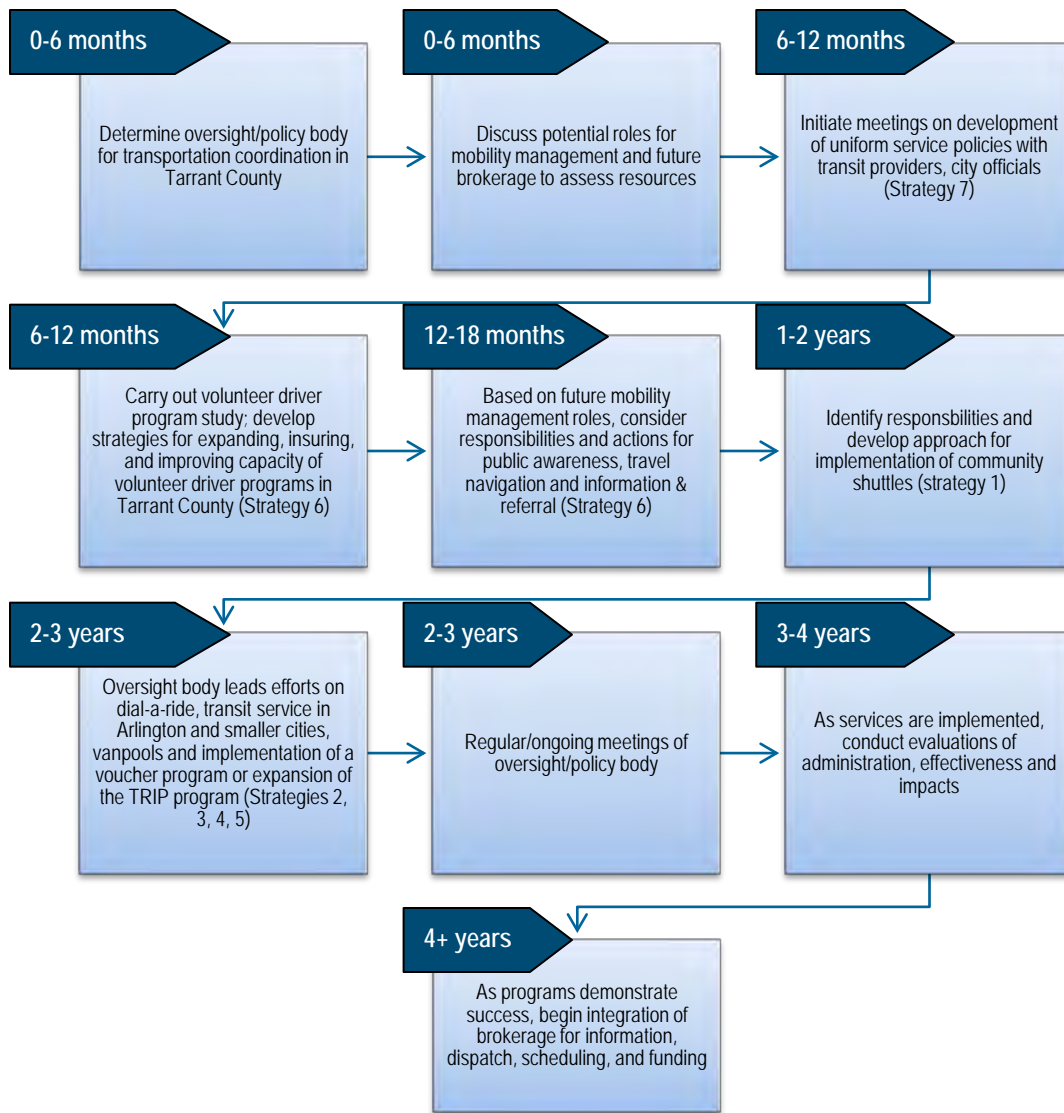 0-6 months
Determine oversight/policy body
for transportation coordination in
Tarrant County
0-6 months
Discuss potential roles for
mobility management and future
brokerage to assess resources
6-12 months
Initiate meetings on development
of uniform service policies with
transit providers, city officials
(Strategy 7)
6-12 months
Carry out volunteer driver
program study; develop
strategies for expanding, insuring,
and improving capacity of
volunteer driver programs in
Tarrant County (Strategy 6)
12-18 months
Based on future mobility
management roles, consider
responsibilities and actions for
public awareness, travel
navigation and information &
referral (Strategy 6)
1-2 years
Identify responsbilities and
develop approach for
implementation of community
shuttles (strategy 1)
2-3 years
Oversight body leads efforts on
dial-a-ride, transit service in
Arlington and smaller cities,
vanpools and implementation of
a voucher program or expansion of
the TRIP program (Strategies 2,
3, 4, 5)
2-3 years
Regular/ongoing meetings of
oversight/policy body
3-4 years
As services are implemented,
conduct evaluations of
administration, effectiveness and
impacts
4+ years
As programs demonstrate
success, begin integration of
brokerage for information,
dispatch, scheduling, and funding